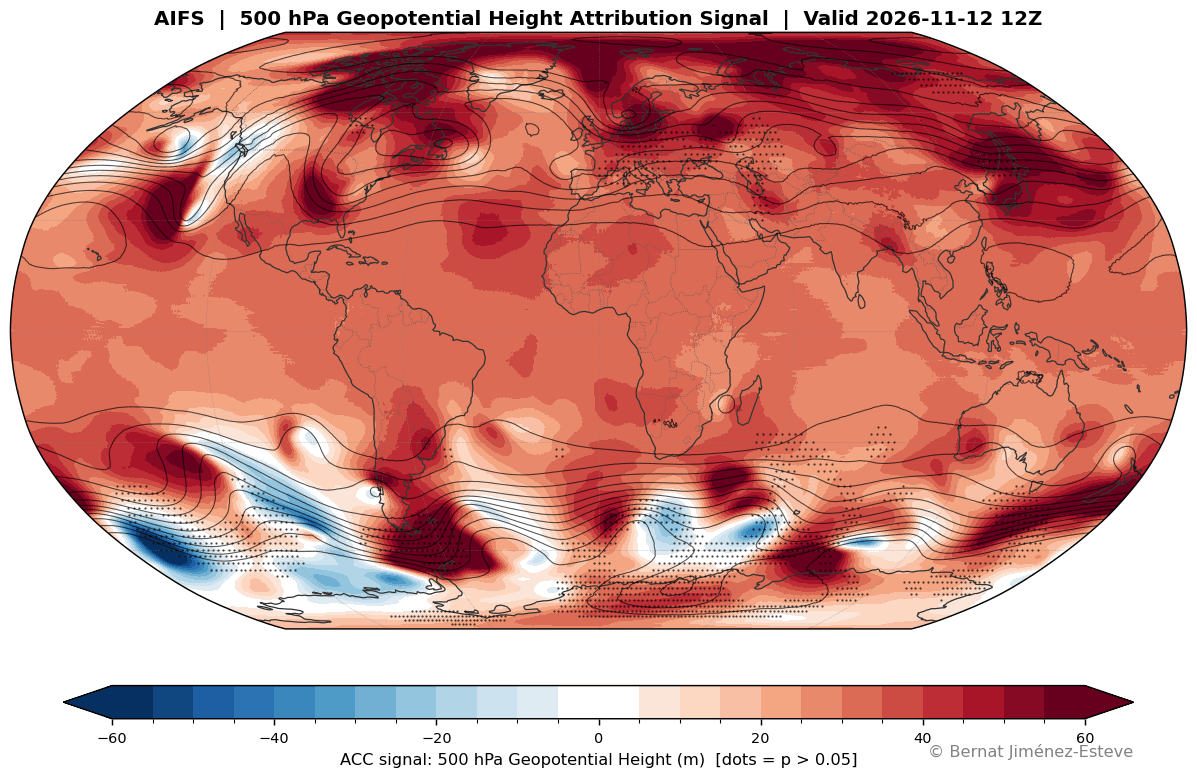 AIFS | 500 hPa Geopotential Height Attribution Signal | Valid 2026-11-12 12Z
−60 −40 −20 0 20 40 60
© Bernat Jiménez-Esteve
ACC signal: 500 hPa Geopotential Height (m) [dots = p > 0.05]